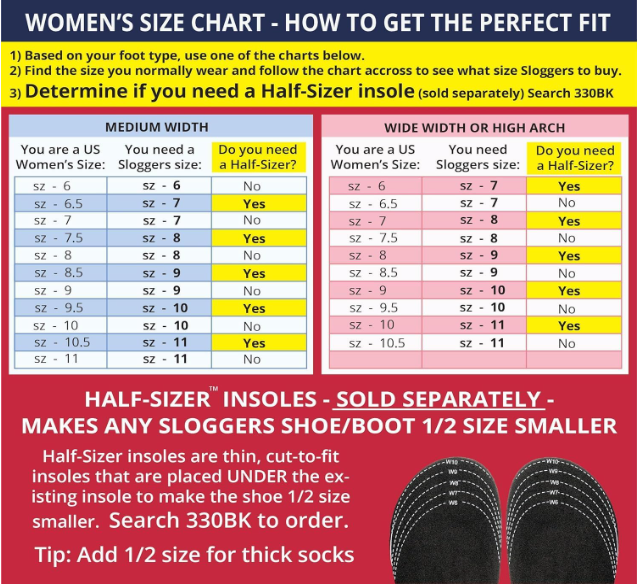 WOMEN'S SIZE CHART - HOW TO GET THE PERFECT FIT
1) Based on your foot type, use one of the charts below.
2) Find the size you normally wear and follow the chart accross to see what size Sloggers to buy.
3) Determine if you need a Half-Sizer insole (sold separately) Search 330BK
MEDIUM WIDTH
You are a US You need a Do you need
Women's Size: Sloggers size: a Half-Sizer?
sz - 6 sz - 6 No
sz - 6.5 sz - 7 Yes
sz - 7 sz - 7 No
sz - 7.5 sz - 8 Yes
sz - 8 sz - 8 No
sz - 8.5 sz - 9 Yes
sz - 9 sz - 9 No
sz - 9.5 sz - 10 Yes
sz - 10 sz - 10 No
sz - 10.5 sz - 11 Yes
sz - 11 sz - 11 No
WIDE WIDTH OR HIGH ARCH
You are a US You need Do you need
Women's Size: Sloggers size: a Half-Sizer?
sz - 6 sz - 7 Yes
sz - 6.5 sz - 7 No
sz - 7 sz - 8 Yes
sz - 7.5 sz - 8 No
sz - 8 sz - 9 Yes
sz - 8.5 sz - 9 No
sz - 9 sz - 10 Yes
sz - 9.5 sz - 10 No
sz - 10 sz - 11 Yes
sz - 10.5 sz - 11 No
HALF-SIZER™ INSOLES - SOLD SEPARATELY -
MAKES ANY SLOGGERS SHOE/BOOT 1/2 SIZE SMALLER
Half-Sizer insoles are thin, cut-to-fit
insoles that are placed UNDER the ex-
isting insole to make the shoe 1/2 size
smaller. Search 330BK to order.
Tip: Add 1/2 size for thick socks
W10 W10
W9 W9
W8 W8
W7 W7
W6 W6